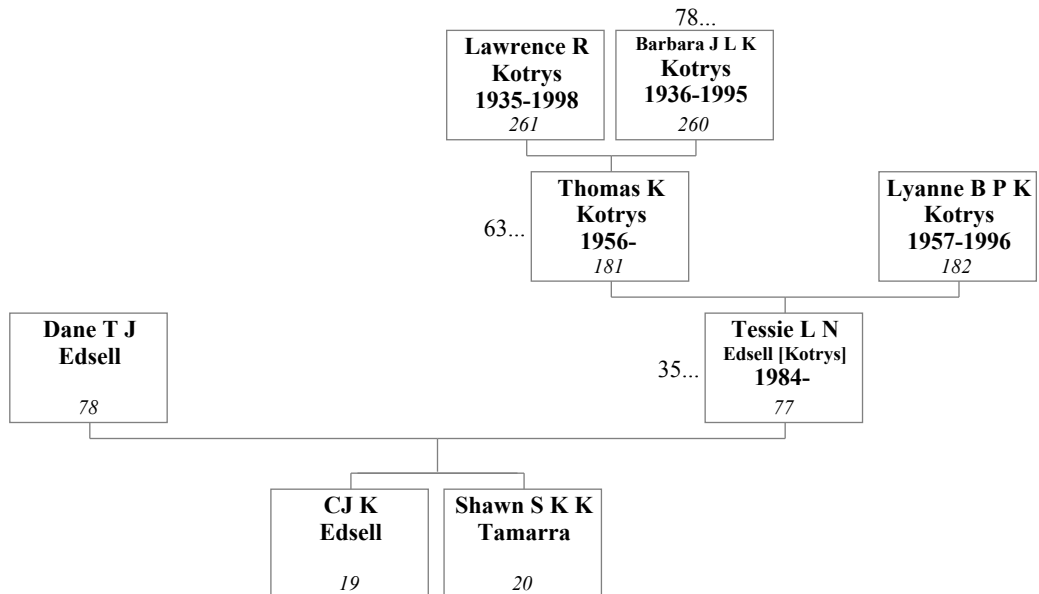 78...
Lawrence R
Kotrys
1935-1998
261
Barbara J L K
Kotrys
1936-1995
260
63...
Thomas K
Kotrys
1956-
181
Lyanne B P K
Kotrys
1957-1996
182
Dane T J
Edsell
78
35...
Tessie L N
Edsell [Kotrys]
1984-
77
CJ K
Edsell
19
Shawn S K K
Tamarra
20